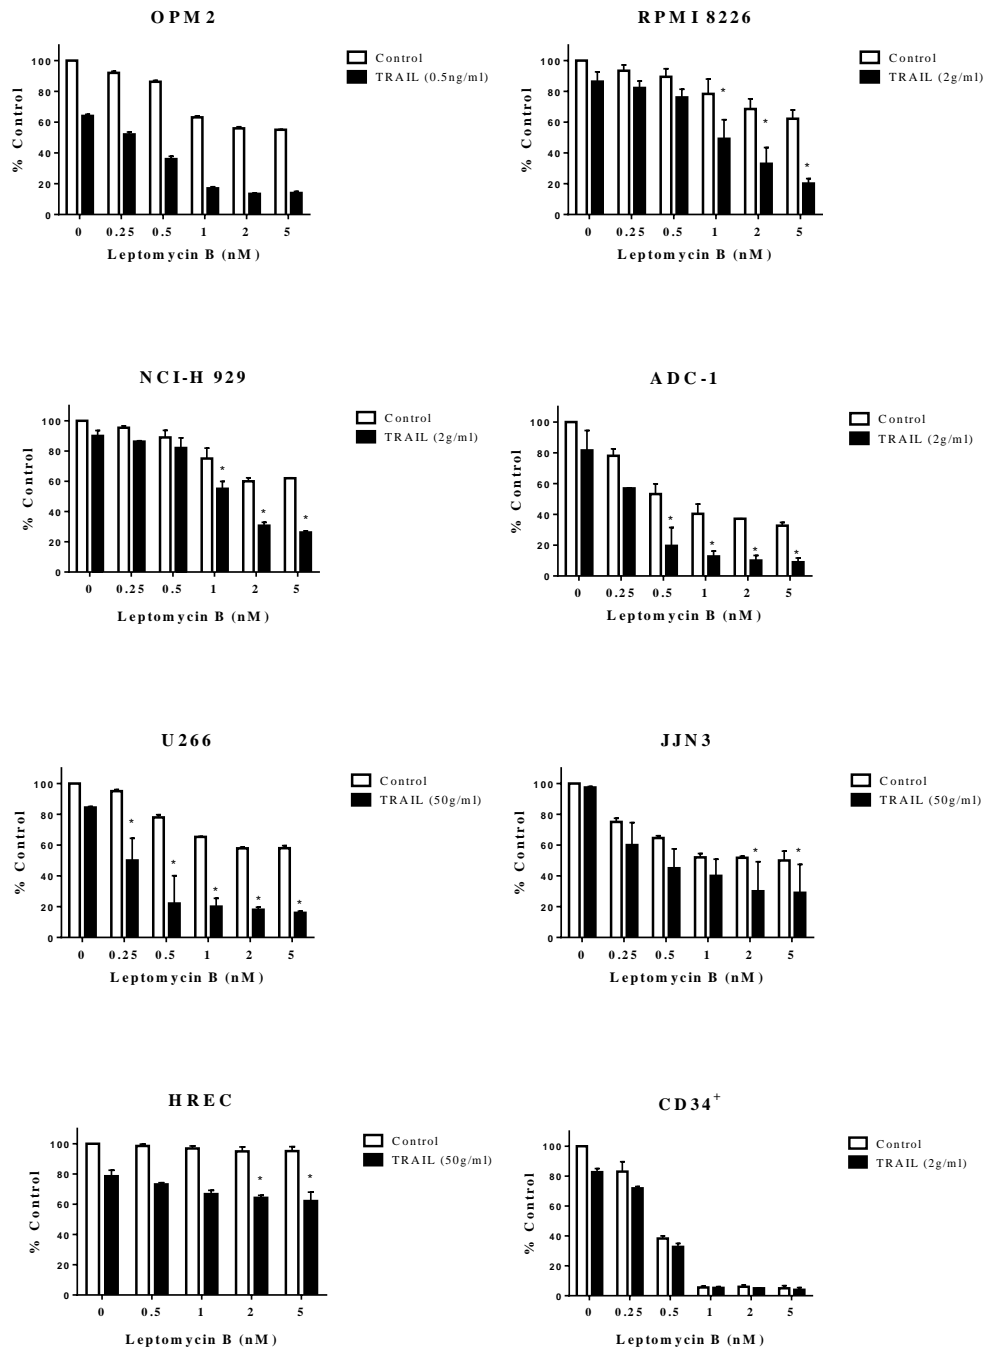 OPM2
Control
TRAIL (0.5ng/ml)
% Control
100
80
60
40
20
0
0 0.25 0.5 1 2 5
Leptomycin B (nM)
RPMI 8226
Control
TRAIL (2g/ml)
% Control
100
80
60
40
20
0
* * *
0 0.25 0.5 1 2 5
Leptomycin B (nM)
NCI-H 929
Control
TRAIL (2g/ml)
% Control
100
80
60
40
20
0
* * *
0 0.25 0.5 1 2 5
Leptomycin B (nM)
ADC-1
Control
TRAIL (2g/ml)
% Control
100
80
60
40
20
0
* * * *
0 0.25 0.5 1 2 5
Leptomycin B (nM)
U266
Control
TRAIL (50g/ml)
% Control
100
80
60
40
20
0
* * * * *
0 0.25 0.5 1 2 5
Leptomycin B (nM)
JJN3
Control
TRAIL (50g/ml)
% Control
100
80
60
40
20
0
* *
0 0.25 0.5 1 2 5
Leptomycin B (nM)
HREC
Control
TRAIL (50g/ml)
% Control
100
80
60
40
20
0
* *
0 0.5 1 2 5
Leptomycin B (nM)
CD34+
Control
TRAIL (2g/ml)
% Control
100
80
60
40
20
0
0 0.25 0.5 1 2 5
Leptomycin B (nM)